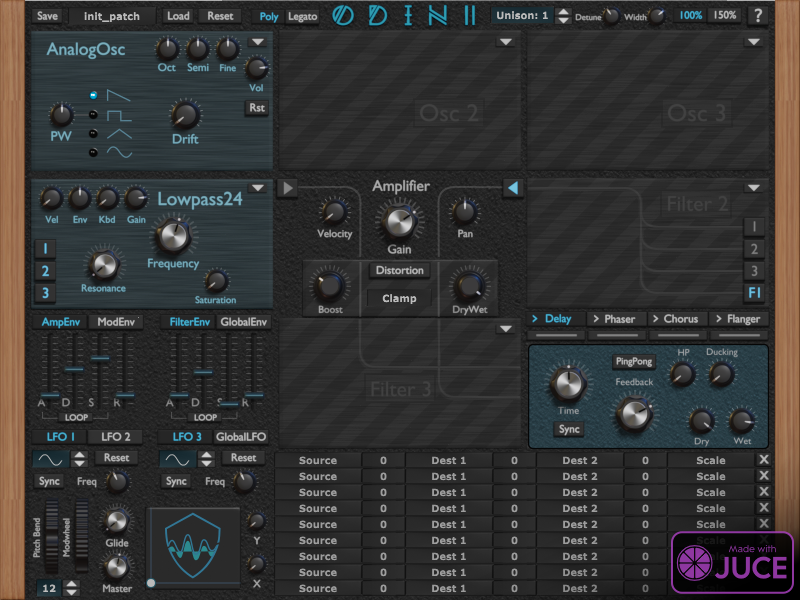 Save
init_patch
Load
Reset
Poly
Legato
ODIN II
Unison: 1
Detune
Width
100%
150%
?
AnalogOsc
Oct
Semi
Fine
Vol
Rst
PW
Drift
Osc 2
Osc 3
Vel
Env
Kbd
Gain
Lowpass24
1
2
3
Resonance
Frequency
Saturation
Amplifier
Velocity
Gain
Pan
Distortion
Boost
Clamp
DryWet
Filter 2
1
2
3
FI
AmpEnv
ModEnv
FilterEnv
GlobalEnv
A D S R
LOOP
A D S R
LOOP
Filter 3
> Delay
> Phaser
> Chorus
> Flanger
PingPong
HP
Ducking
Feedback
Time
Sync
Dry
Wet
LFO 1
LFO 2
LFO 3
GlobalLFO
Reset
Reset
Sync
Freq
Sync
Freq
Pitch Bend
Modwheel
Glide
Master
12
Y
X
Source 0 Dest 1 0 Dest 2 0 Scale X
Source 0 Dest 1 0 Dest 2 0 Scale X
Source 0 Dest 1 0 Dest 2 0 Scale X
Source 0 Dest 1 0 Dest 2 0 Scale X
Source 0 Dest 1 0 Dest 2 0 Scale X
Source 0 Dest 1 0 Dest 2 0
Source 0 Dest 1 0 Dest 2 0
Source 0 Dest 1 0 Dest 2 0
Source 0 Dest 1 0 Dest 2 0
Made with
JUCE